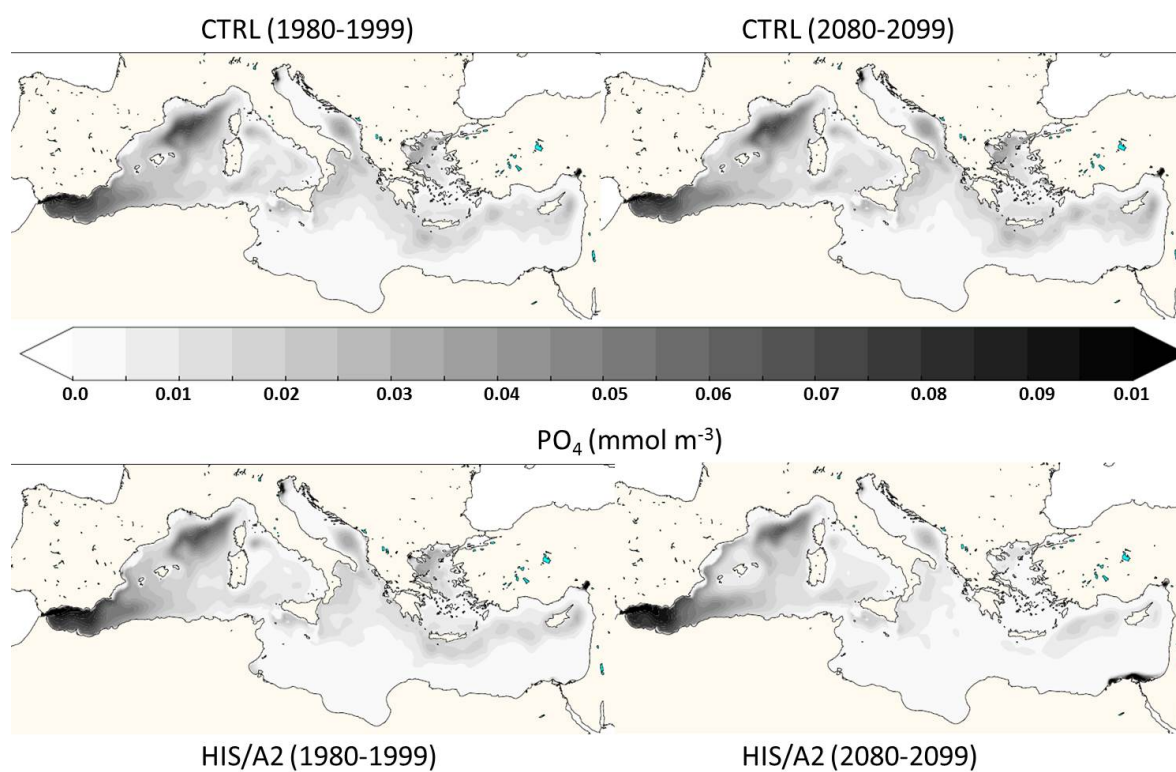 CTRL (1980-1999) CTRL (2080-2099)
0.0 0.01 0.02 0.03 0.04 0.05 0.06 0.07 0.08 0.09 0.01
PO₄ (mmol m⁻³)
HIS/A2 (1980-1999) HIS/A2 (2080-2099)